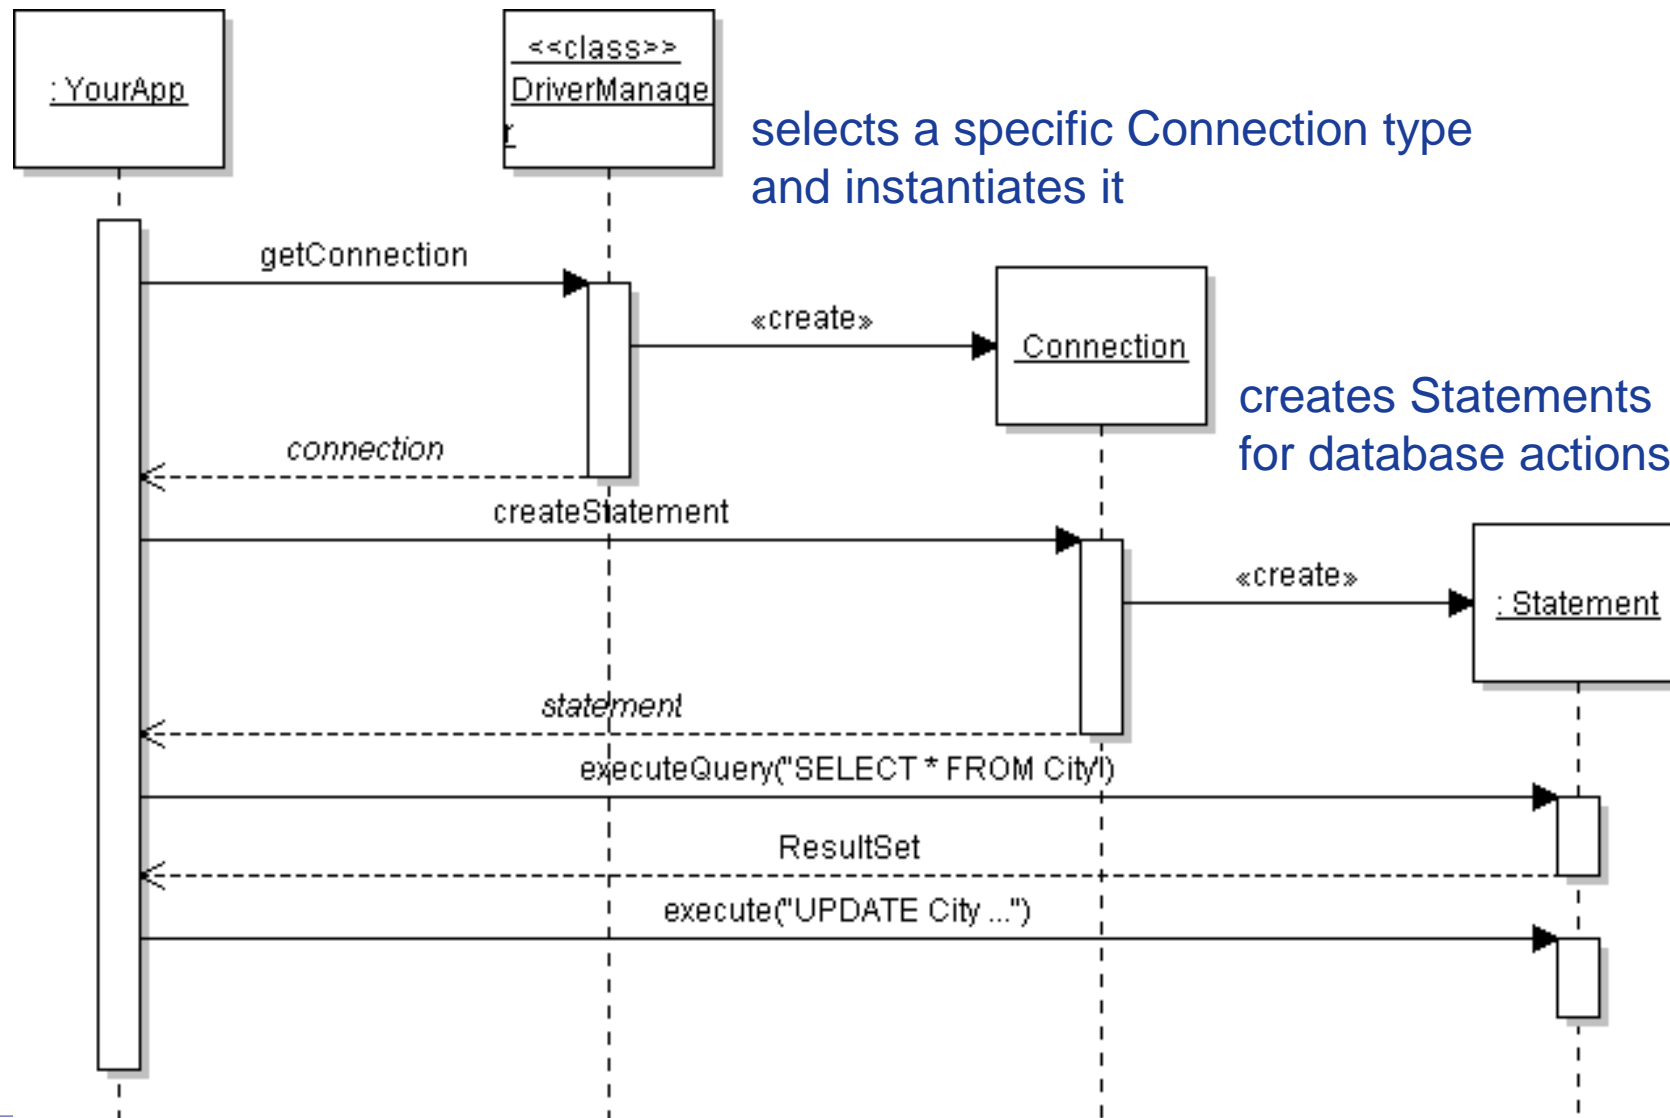 : YourApp
<<class>>
DriverManage
r
selects a specific Connection type
and instantiates it
getConnection
«create»
Connection
creates Statements
for database actions
connection
createStatement
«create»
: Statement
statement
executeQuery("SELECT * FROM City")
ResultSet
execute("UPDATE City ...")